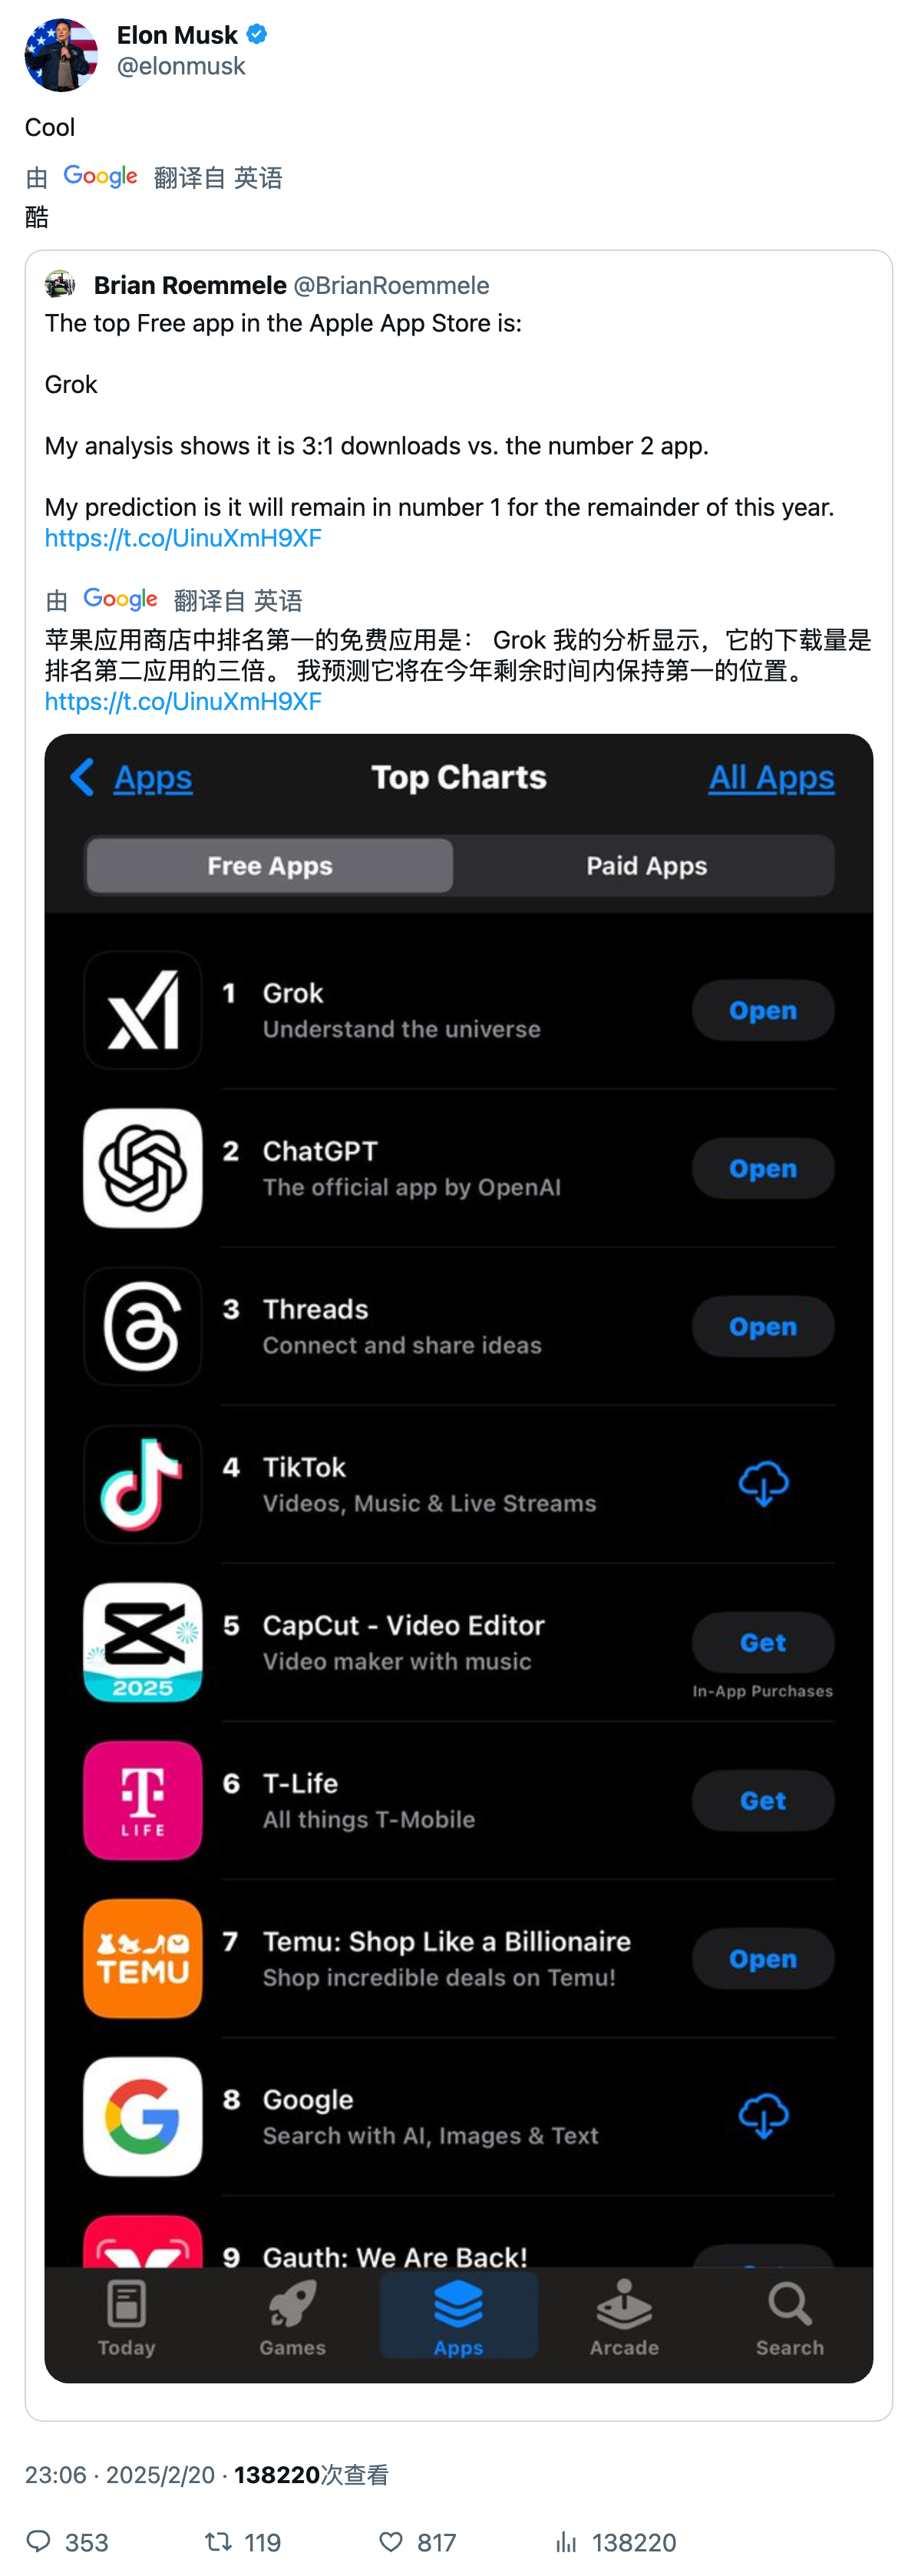 Elon Musk
@elonmusk
Cool
由 Google 翻译自 英语
酷
Brian Roemmele @BrianRoemmele
The top Free app in the Apple App Store is:
Grok
My analysis shows it is 3:1 downloads vs. the number 2 app.
My prediction is it will remain in number 1 for the remainder of this year.
https://t.co/UinuXmH9XF
由 Google 翻译自 英语
苹果应用商店中排名第一的免费应用是： Grok 我的分析显示，它的下载量是
排名第二应用的三倍。 我预测它将在今年剩余时间内保持第一的位置。
https://t.co/UinuXmH9XF
Apps Top Charts All Apps
Free Apps Paid Apps
1 Grok
Understand the universe
Open
2 ChatGPT
The official app by OpenAI
Open
3 Threads
Connect and share ideas
Open
4 TikTok
Videos, Music & Live Streams
2025
5 CapCut - Video Editor
Video maker with music
Get
In-App Purchases
T
LIFE
6 T-Life
All things T-Mobile
Get
TEMU
7 Temu: Shop Like a Billionaire
Shop incredible deals on Temu!
Open
G
8 Google
Search with AI, Images & Text
9 Gauth: We Are Back!
Today Games Apps Arcade Search
23:06 · 2025/2/20 · 138220次查看
353 119 817 138220